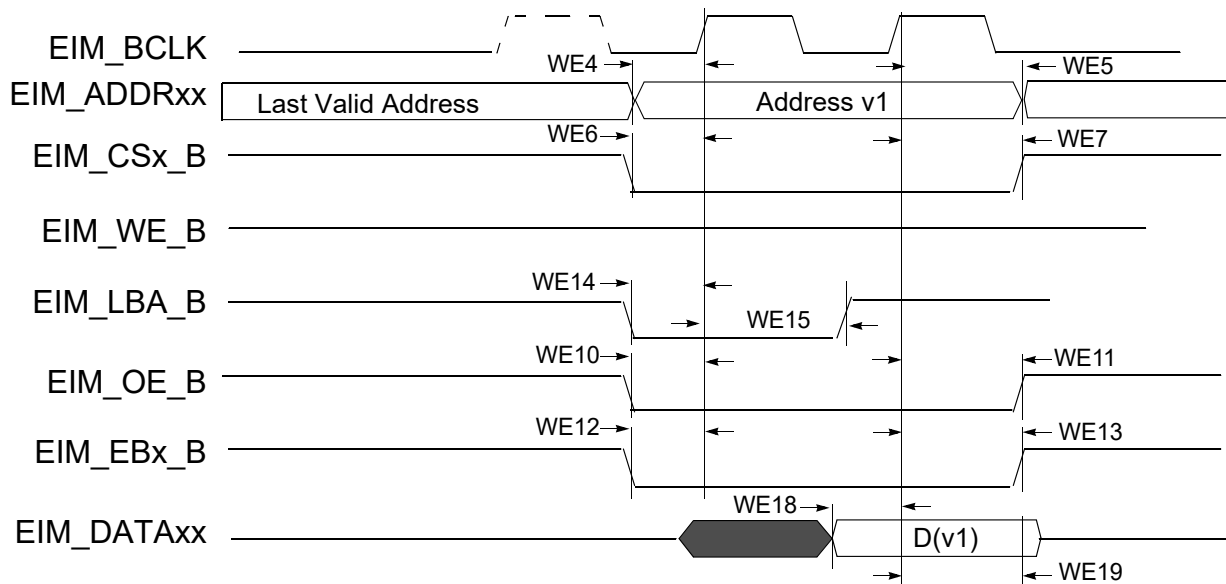 EIM_BCLK
WE4
WE5
EIM_ADDRxx
Last Valid Address
Address v1
WE6
WE7
EIM_CSx_B
EIM_WE_B
WE14
EIM_LBA_B
WE15
WE10
WE11
EIM_OE_B
WE12
WE13
EIM_EBx_B
WE18
EIM_DATAxx
D(v1)
WE19